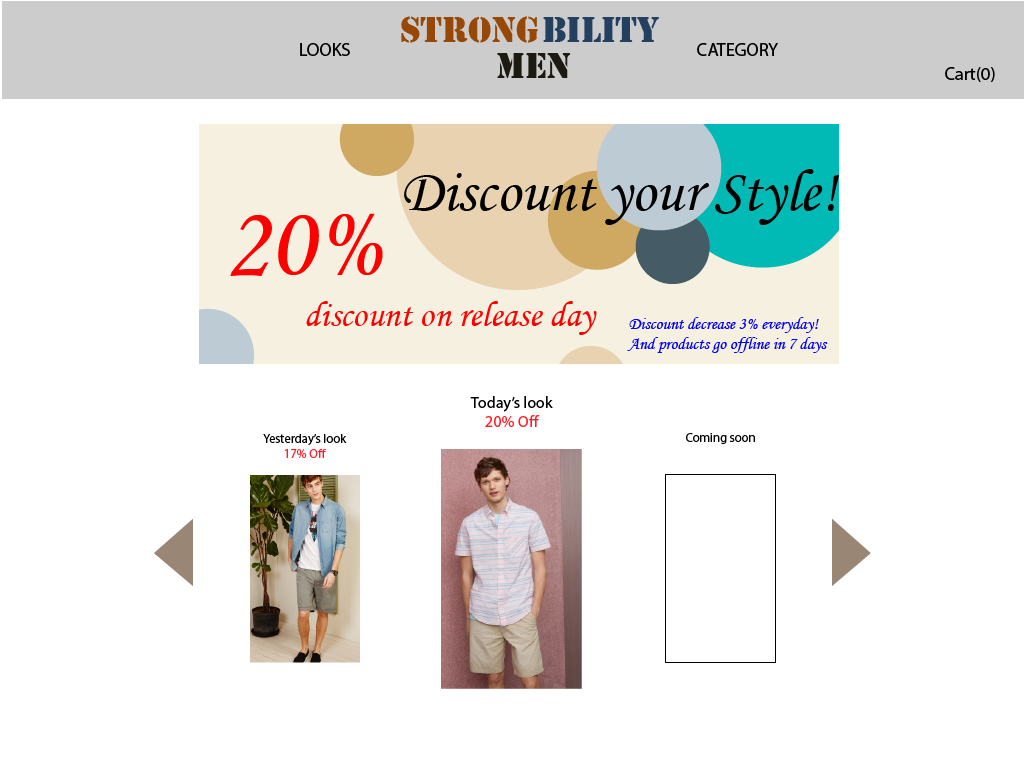 STRONGBILITY
MEN
LOOKS
CATEGORY
Cart(0)
Discount your Style!
20%
discount on release day
Discount decrease 3% everyday!
And products go offline in 7 days
Today's look
20% Off
Yesterday's look
17% Off
Coming soon